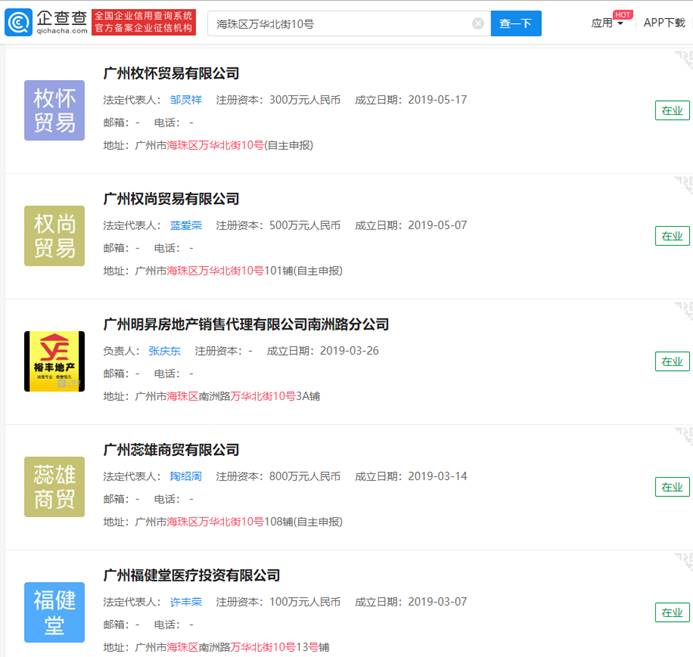 企查查
qichacha.com
全国企业信用查询系统
官方备案企业征信机构
海珠区万华北街10号
查一下
应用
HOT
APP下载
广州枚怀贸易有限公司
枚怀
贸易
法定代表人： 邹灵祥 注册资本：300万元人民币 成立日期：2019-05-17
邮箱：- 电话： -
地址：广州市海珠区万华北街10号(自主申报)
在业
广州权尚贸易有限公司
权尚
贸易
法定代表人： 蓝爱荣 注册资本：500万元人民币 成立日期：2019-05-07
邮箱：- 电话： -
地址：广州市海珠区万华北街10号101铺(自主申报)
在业
广州明昇房地产销售代理有限公司南洲路分公司
裕丰地产
负责人： 张庆东 注册资本：- 成立日期：2019-03-26
邮箱：- 电话： -
地址：广州市海珠区南洲路万华北街10号3A铺
在业
广州蕊雄商贸有限公司
蕊雄
商贸
法定代表人： 陶绍周 注册资本：800万元人民币 成立日期：2019-03-14
邮箱：- 电话： -
地址：广州市海珠区万华北街10号108铺(自主申报)
在业
广州福健堂医疗投资有限公司
福健
堂
法定代表人： 许丰荣 注册资本：100万元人民币 成立日期：2019-03-07
邮箱：- 电话： -
地址：广州市海珠区南洲路万华北街10号13号铺
在业